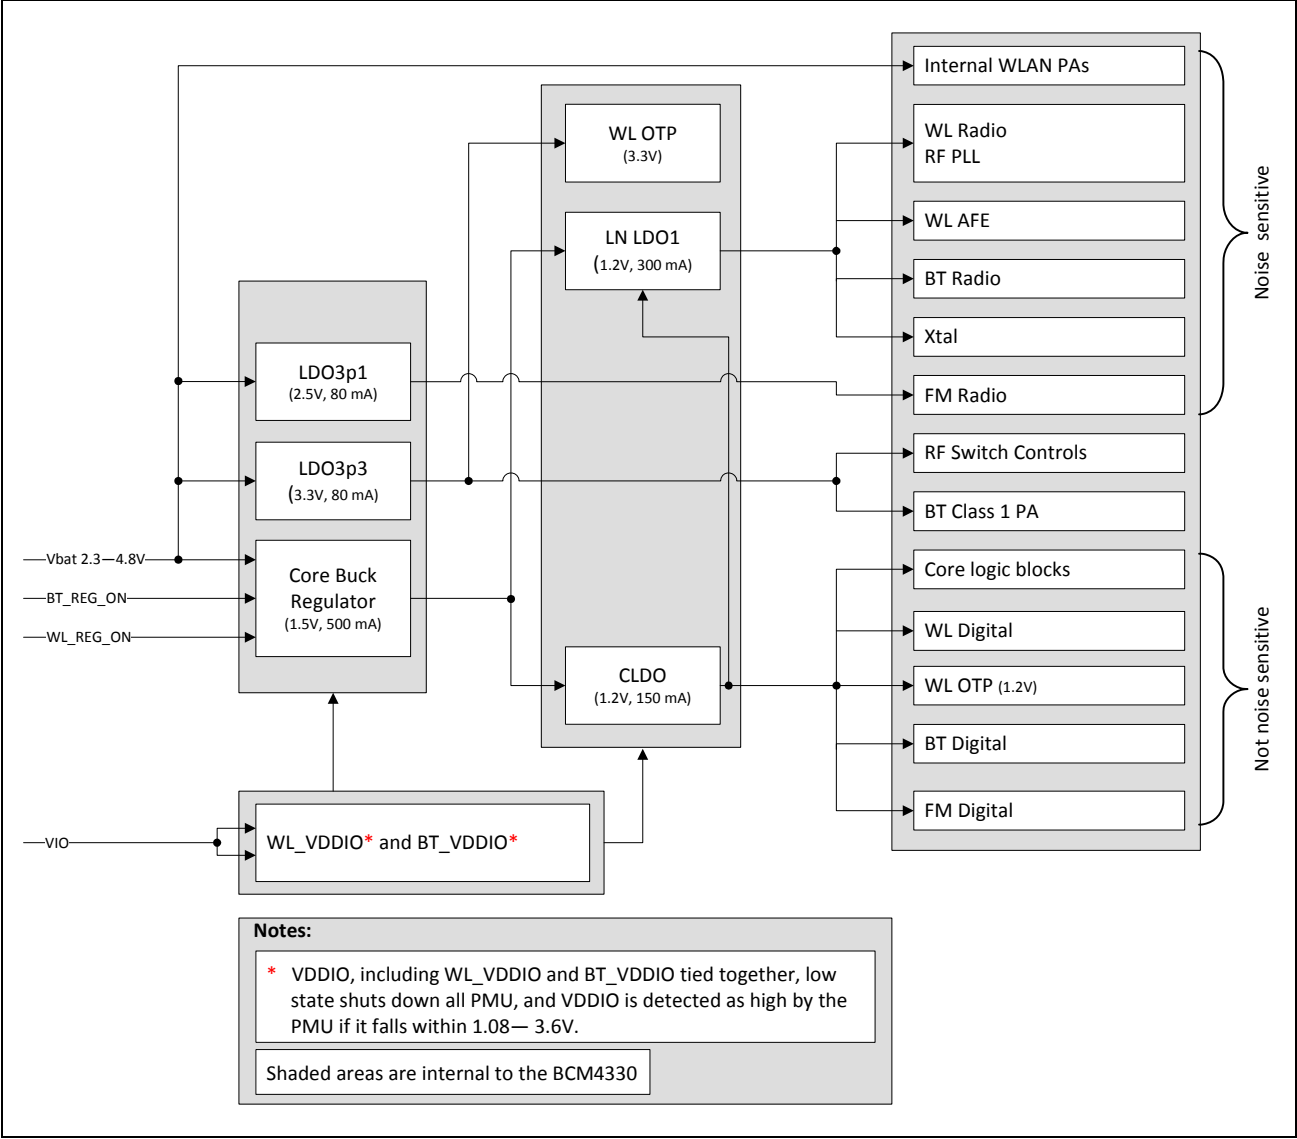 Internal WLAN PAs
WL OTP
(3.3V)
WL Radio
RF PLL
WL AFE
LN LDO1
(1.2V, 300 mA)
BT Radio
Xtal
Noise sensitive
LDO3p1
(2.5V, 80 mA)
FM Radio
LDO3p3
(3.3V, 80 mA)
RF Switch Controls
BT Class 1 PA
Vbat 2.3—4.8V
BT_REG_ON
WL_REG_ON
Core Buck
Regulator
(1.5V, 500 mA)
CLDO
(1.2V, 150 mA)
Core logic blocks
WL Digital
WL OTP (1.2V)
BT Digital
FM Digital
Not noise sensitive
VIO
WL_VDDIO* and BT_VDDIO*
Notes:
* VDDIO, including WL_VDDIO and BT_VDDIO tied together, low
state shuts down all PMU, and VDDIO is detected as high by the
PMU if it falls within 1.08— 3.6V.
Shaded areas are internal to the BCM4330